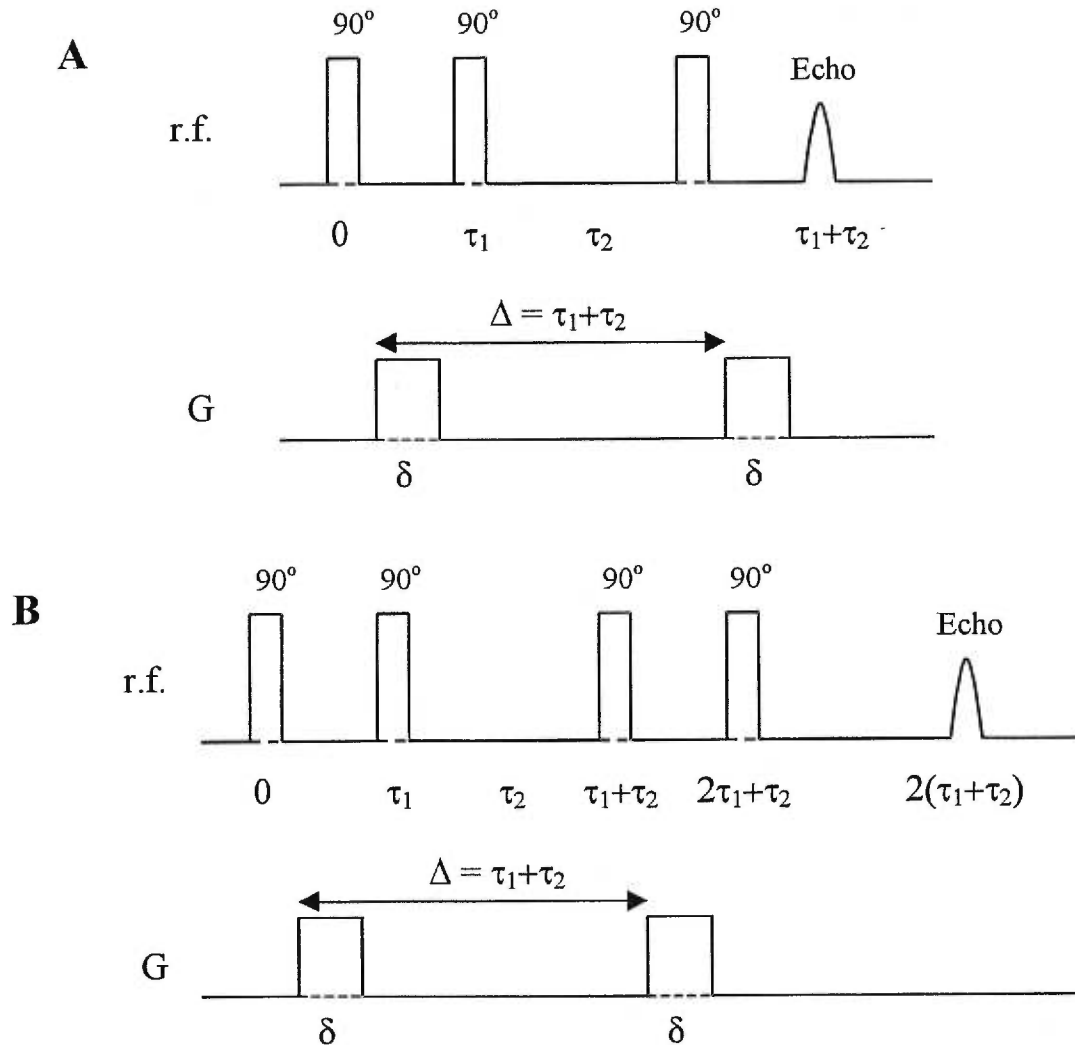 90° 90° 90°
A
Echo
r.f.
0 τ₁ τ₂ τ₁+τ₂
Δ = τ₁+τ₂
G
δ δ
90° 90° 90° 90°
B
Echo
r.f.
0 τ₁ τ₂ τ₁+τ₂ 2τ₁+τ₂ 2(τ₁+τ₂)
Δ = τ₁+τ₂
G
δ δ